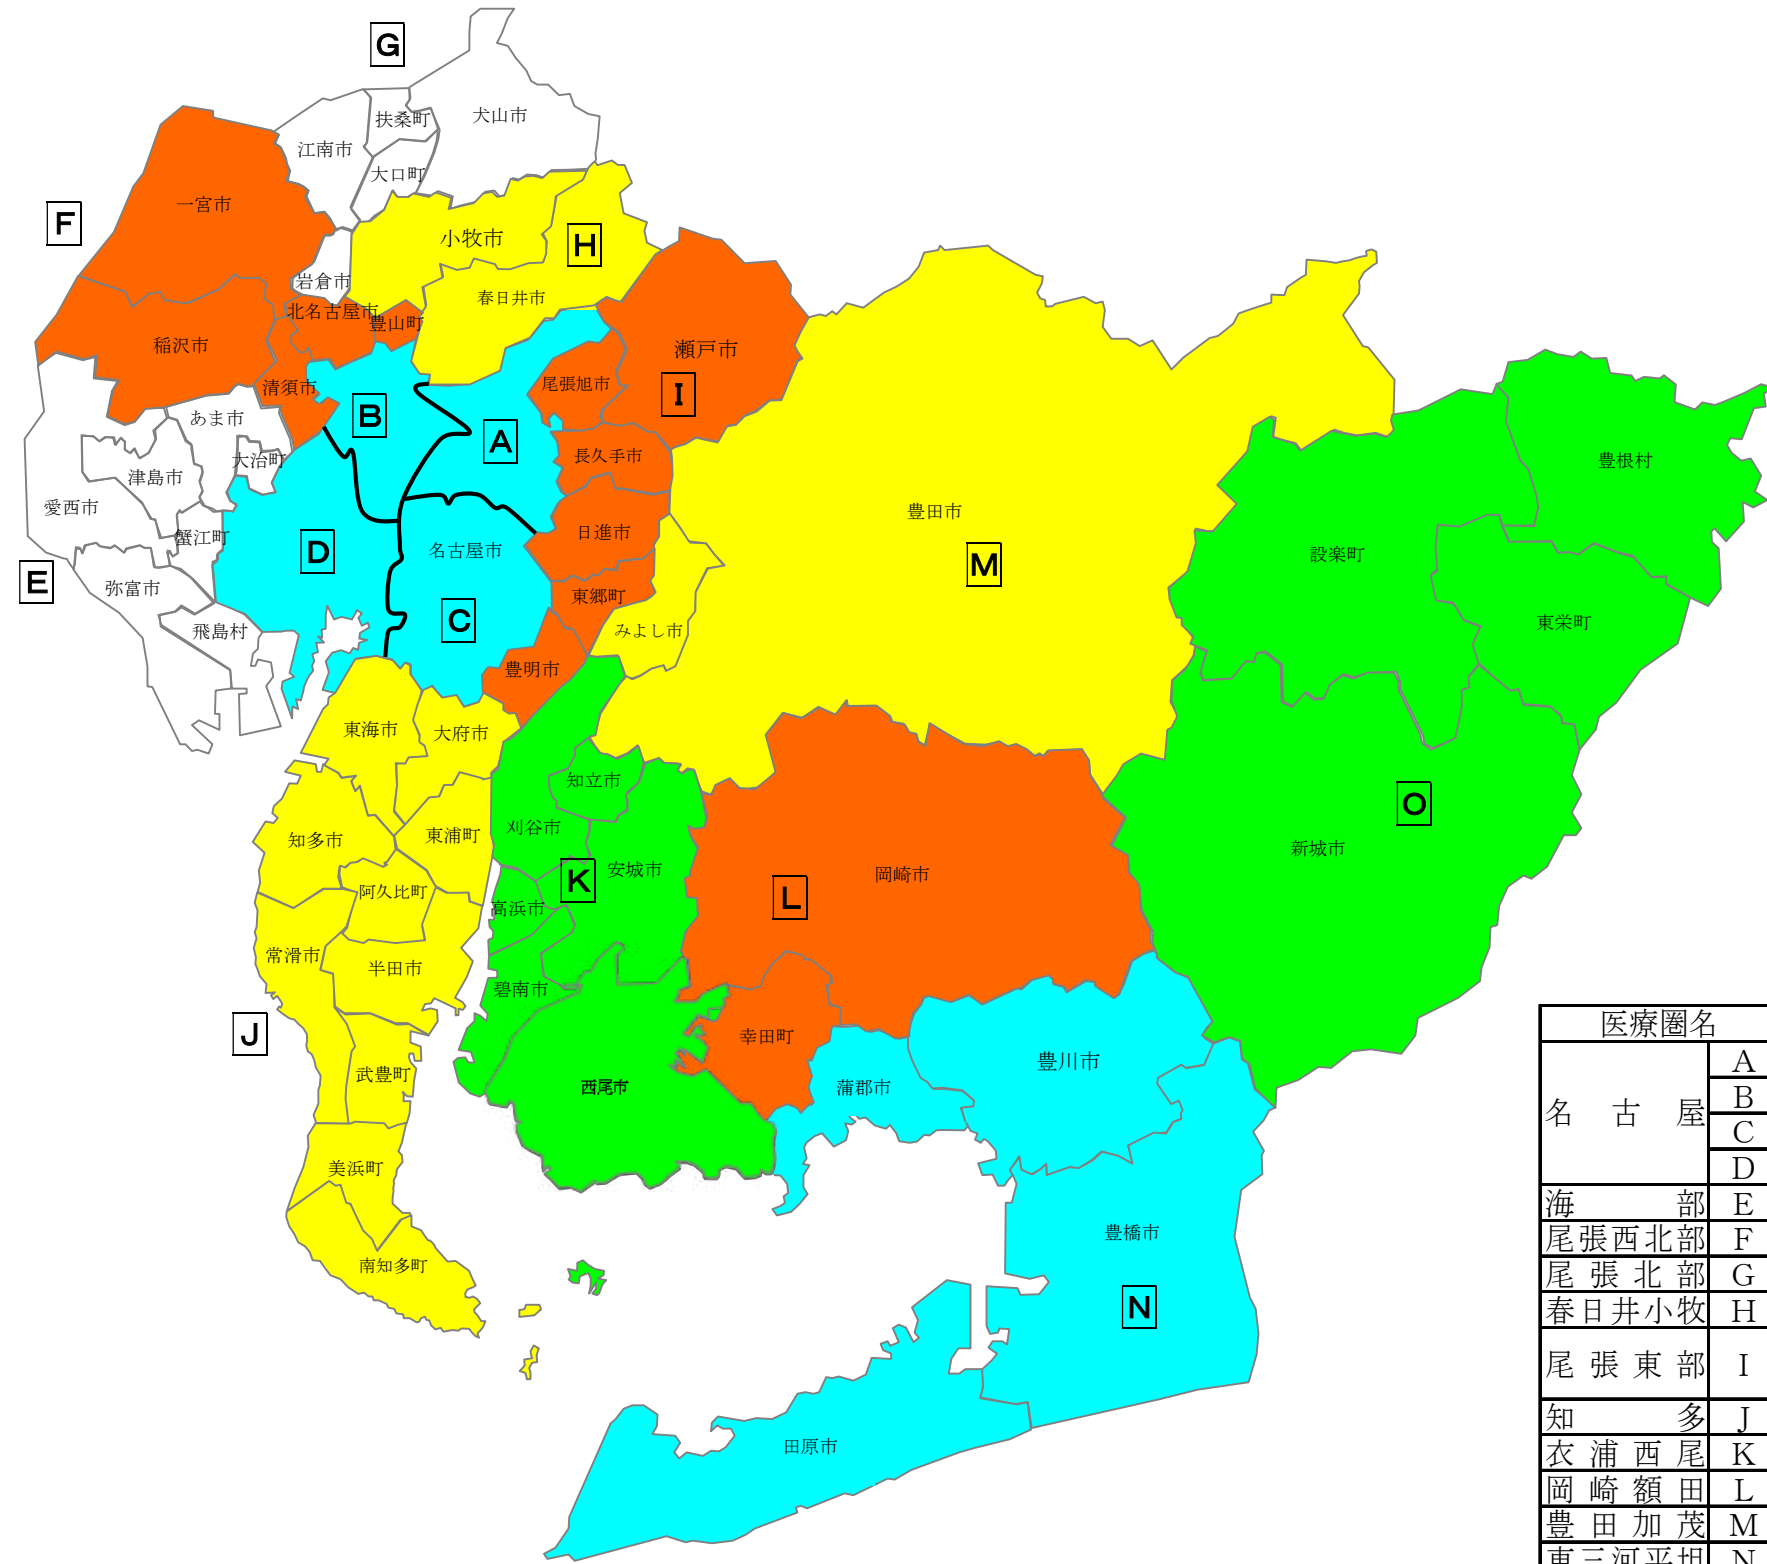 G
扶桑町
犬山市
江南市
大口町
一宮市
F
小牧市
H
岩倉市
春日井市
北名古屋市
豊山町
稲沢市
瀬戸市
清須市
尾張旭市
I
B
あま市
A
大治町
長久手市
津島市
愛西市
豊根村
豊田市
蟹江町
日進市
D
名古屋市
設楽町
M
E
弥富市
東郷町
C
飛島村
みよし市
東栄町
豊明市
東海市
大府市
知立市
O
刈谷市
知多市
東浦町
新城市
安城市
岡崎市
K
阿久比町
L
高浜市
常滑市
半田市
碧南市
J
幸田町
豊川市
武豊町
西尾市
蒲郡市
美浜町
豊橋市
南知多町
N
田原市
医療圏名
名古屋
A
B
C
D
海部 E
尾張西北部 F
尾張北部 G
春日井小牧 H
尾張東部 I
知多 J
衣浦西尾 K
岡崎額田 L
豊田加茂 M
東三河平坦 N